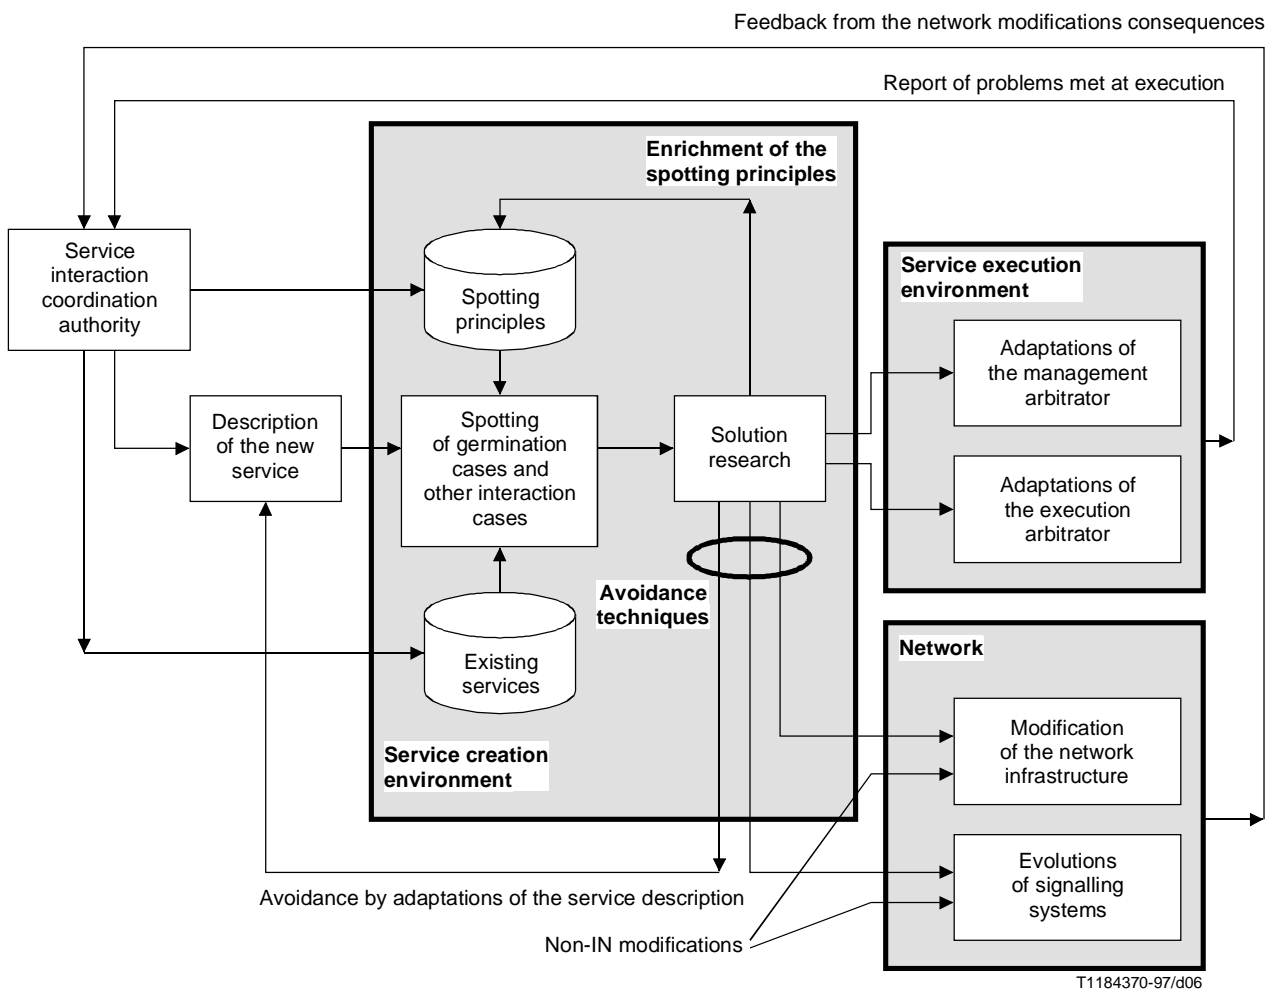 Feedback from the network modifications consequences
Report of problems met at execution
Enrichment of the
spotting principles
Service
interaction
coordination
authority
Spotting
principles
Service execution
environment
Adaptations of
the management
arbitrator
Description
of the new
service
Spotting
of germination
cases and
other interaction
cases
Solution
research
Adaptations of
the execution
arbitrator
Avoidance
techniques
Existing
services
Network
Modification
of the network
infrastructure
Service creation
environment
Evolutions
of signalling
systems
Avoidance by adaptations of the service description
Non-IN modifications
T1184370-97/d06